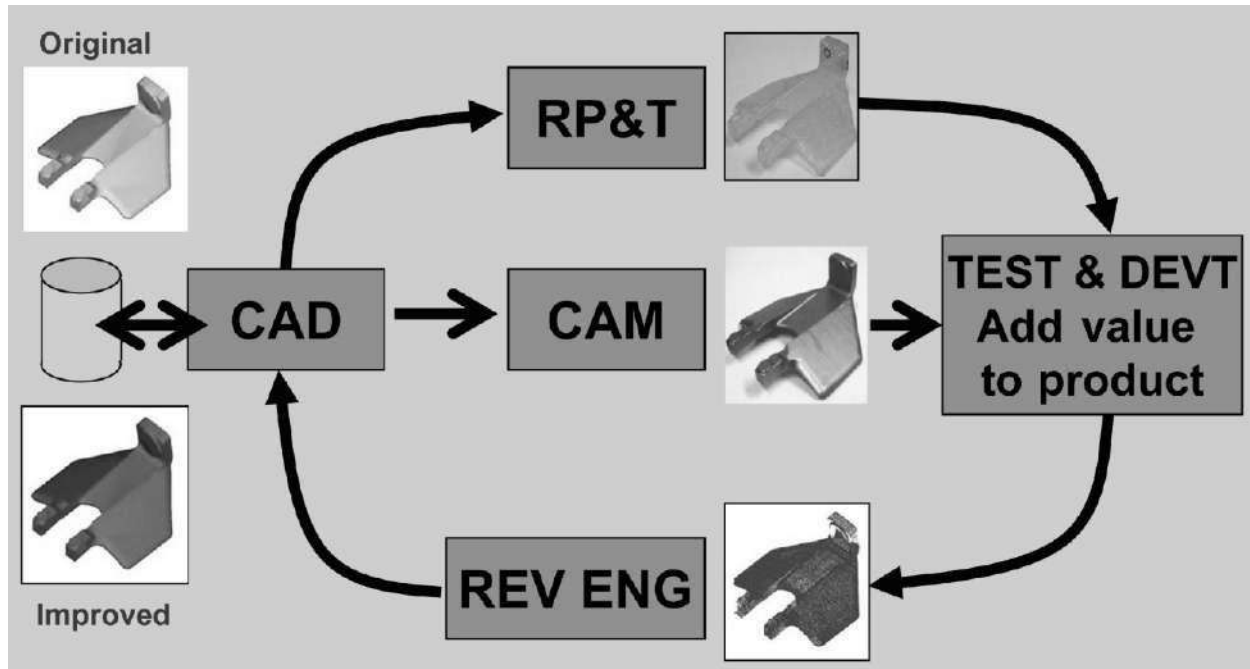 Original
RP&T
CAD
CAM
TEST & DEVT
Add value
to product
REV ENG
Improved